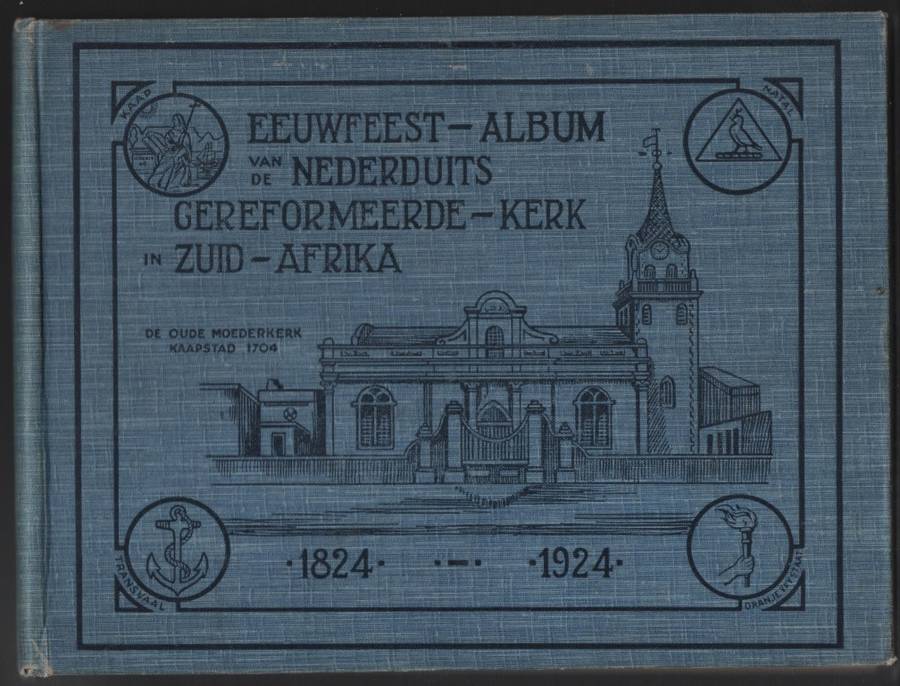 KAAP
NATAL
EEUWFEEST-ALBUM
VAN DE NEDERDUITS
GEREFORMEERDE-KERK
IN ZUID-AFRIKA
DE OUDE MOEDERKERK
KAAPSTAD 1704
·1824· ·-· ·1924·
TRANSVAAL
ORANJE VRYSTAAT